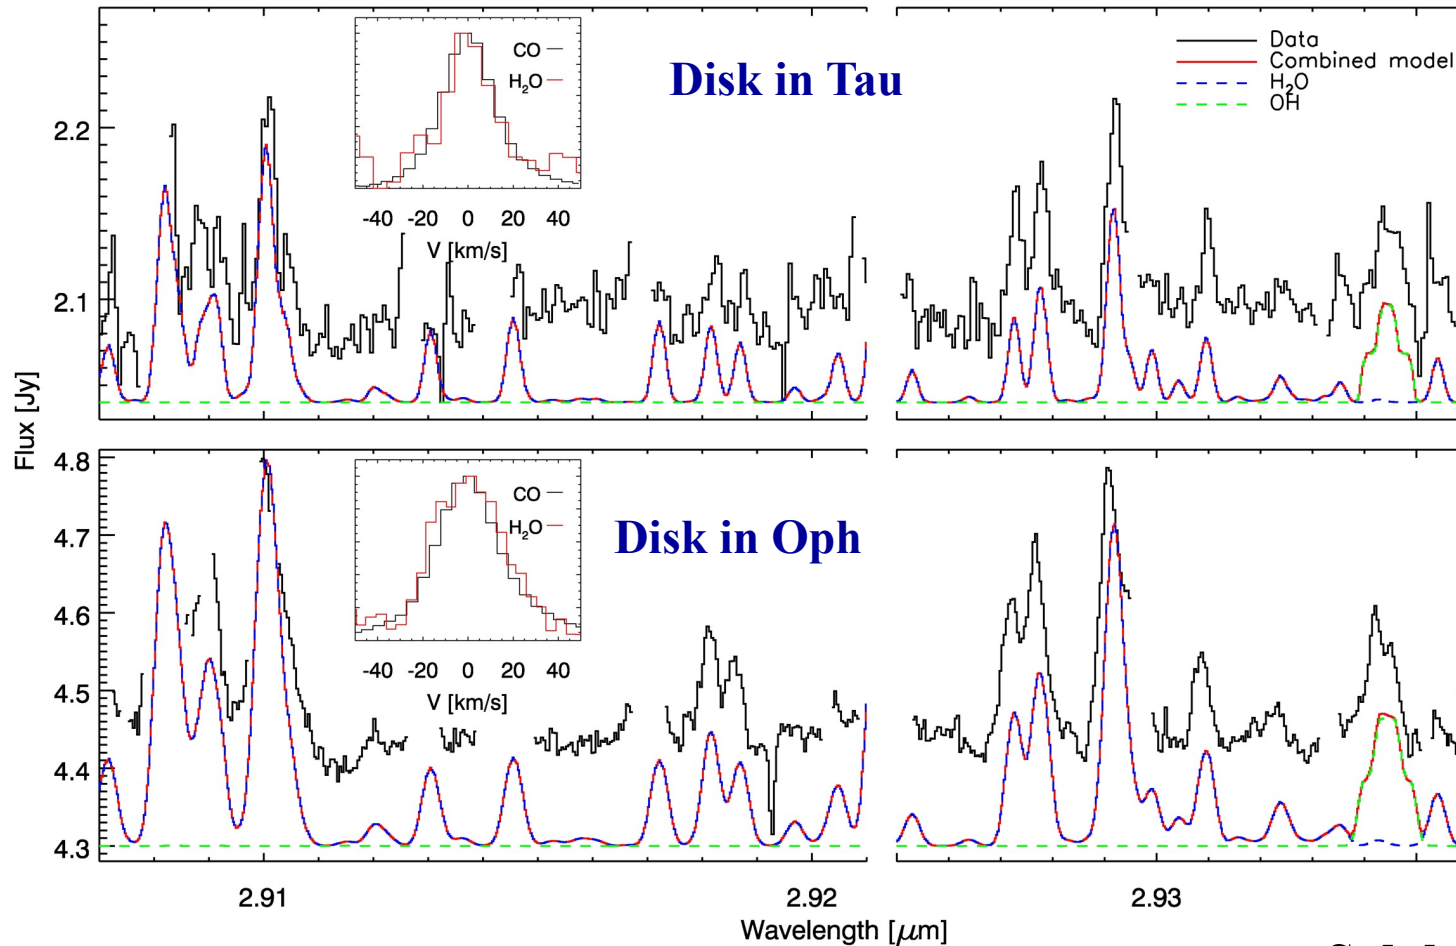 Disk in Tau
CO
H₂O
-40 -20 0 20 40
V [km/s]
Data
Combined model
H₂O
OH
2.2
2.1
Flux [Jy]
Disk in Oph
CO
H₂O
-40 -20 0 20 40
V [km/s]
4.8
4.7
4.6
4.5
4.4
4.3
2.91 2.92 2.93
Wavelength [μm]